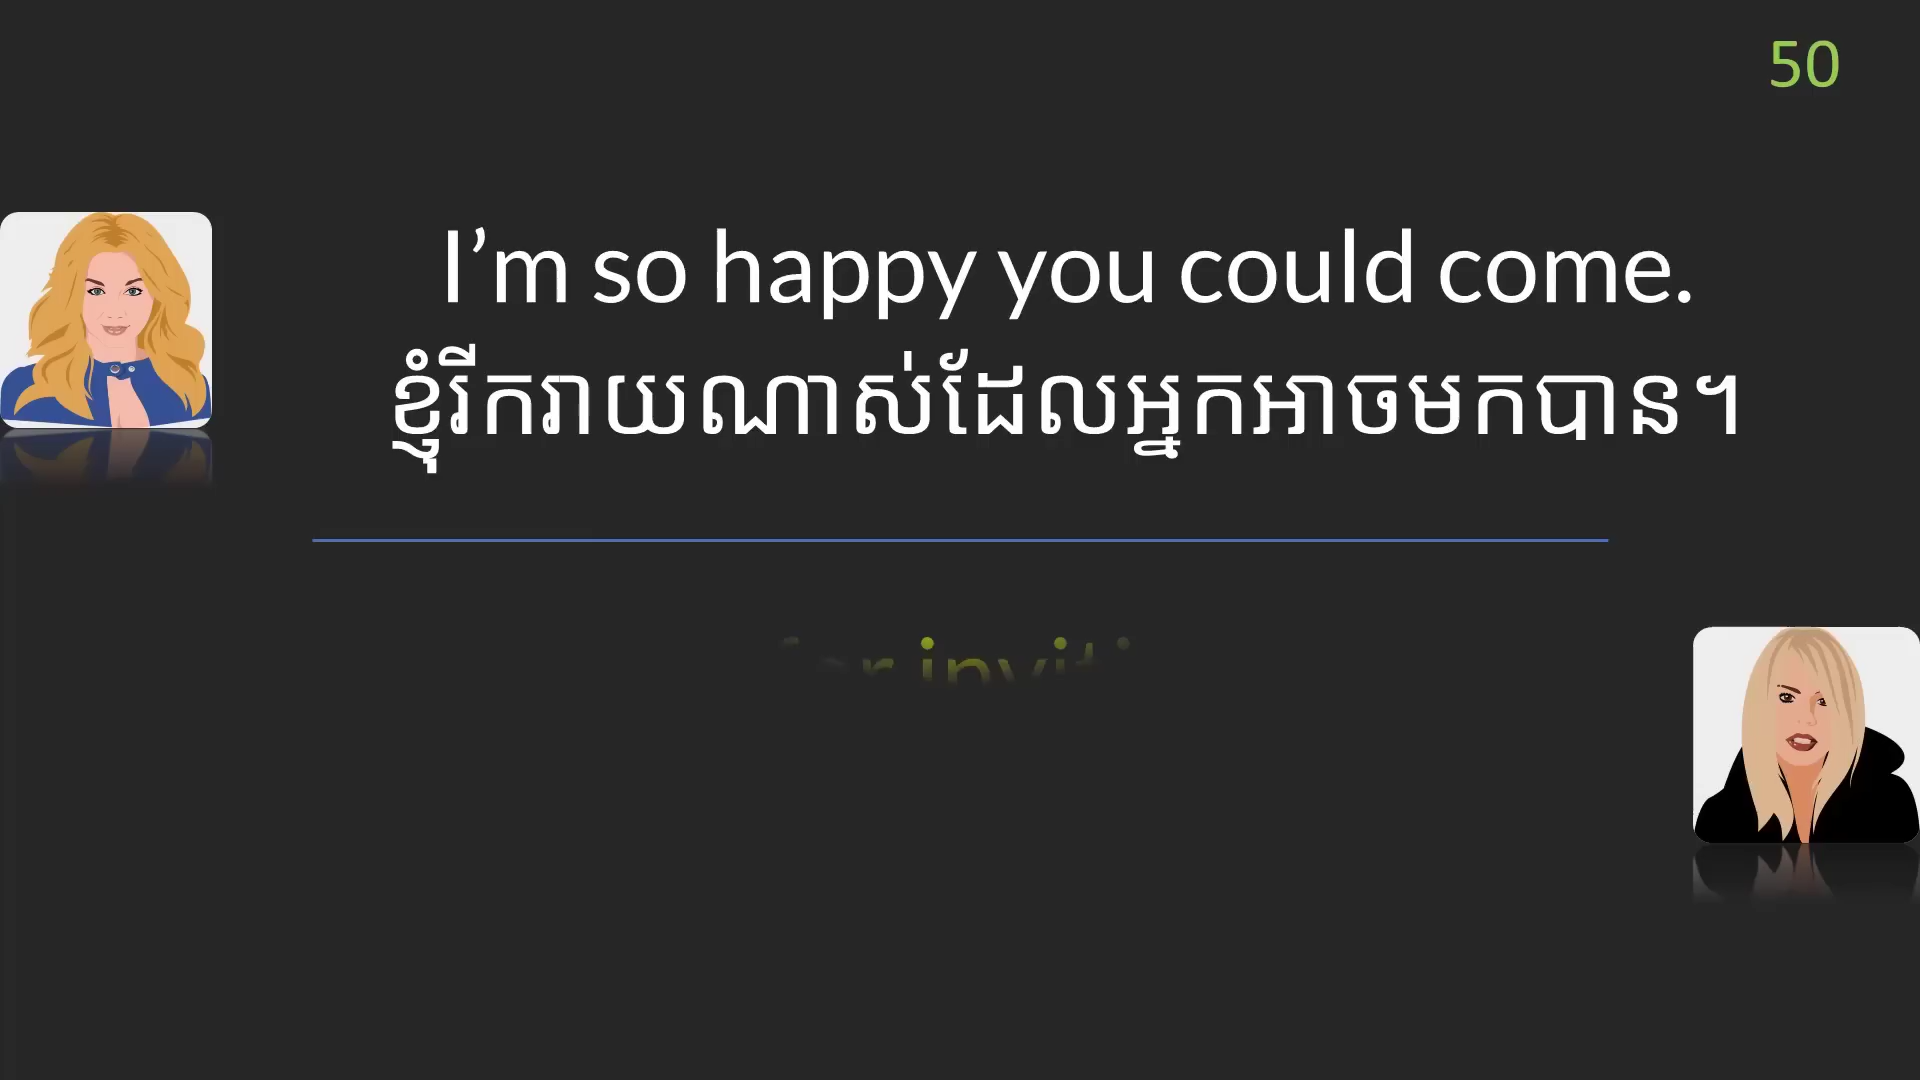 50
I’m so happy you could come.
ខ្ញុំរីករាយណាស់ដែលអ្នកអាចមកបាន។